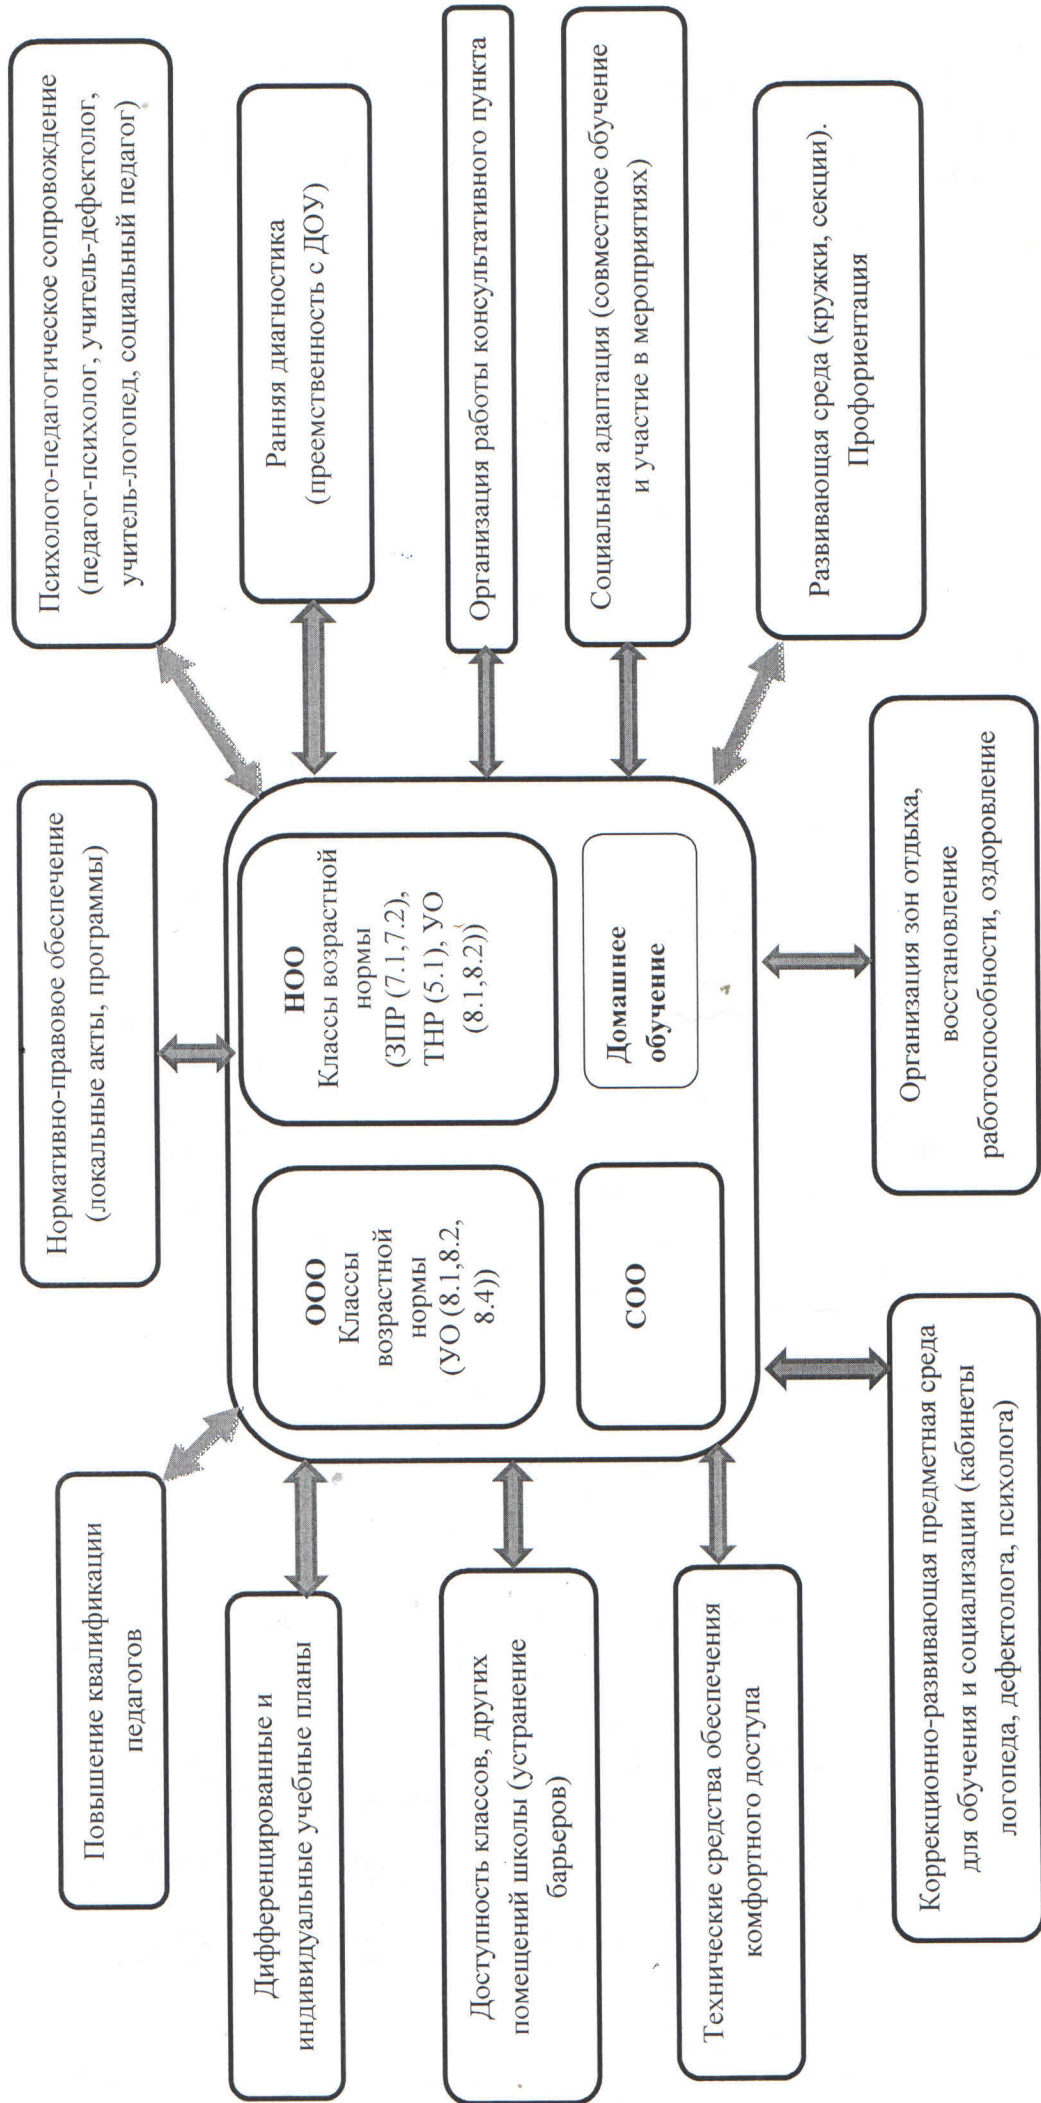 Повышение квалификации
педагогов
Нормативно-правовое обеспечение
(локальные акты, программы)
Психолого-педагогическое сопровождение
(педагог-психолог, учитель-дефектолог,
учитель-логопед, социальный педагог)
Дифференцированные и
индивидуальные учебные планы
Доступность классов, других
помещений школы (устранение
барьеров)
Технические средства обеспечения
комфортного доступа
ООО
Классы
возрастной
нормы
(УО (8.1,8.2,
8.4))
НОО
Классы возрастной
нормы
(ЗПР (7.1,7.2),
ТНР (5.1), УО
(8.1,8.2))
СОО
Домашнее
обучение
Ранняя диагностика
(преемственность с ДОУ)
Организация работы консультативного пункта
Социальная адаптация (совместное обучение
и участие в мероприятиях)
Развивающая среда (кружки, секции).
Профориентация
Коррекционно-развивающая предметная среда
для обучения и социализации (кабинеты
логопеда, дефектолога, психолога)
Организация зон отдыха,
восстановление
работоспособности, оздоровление